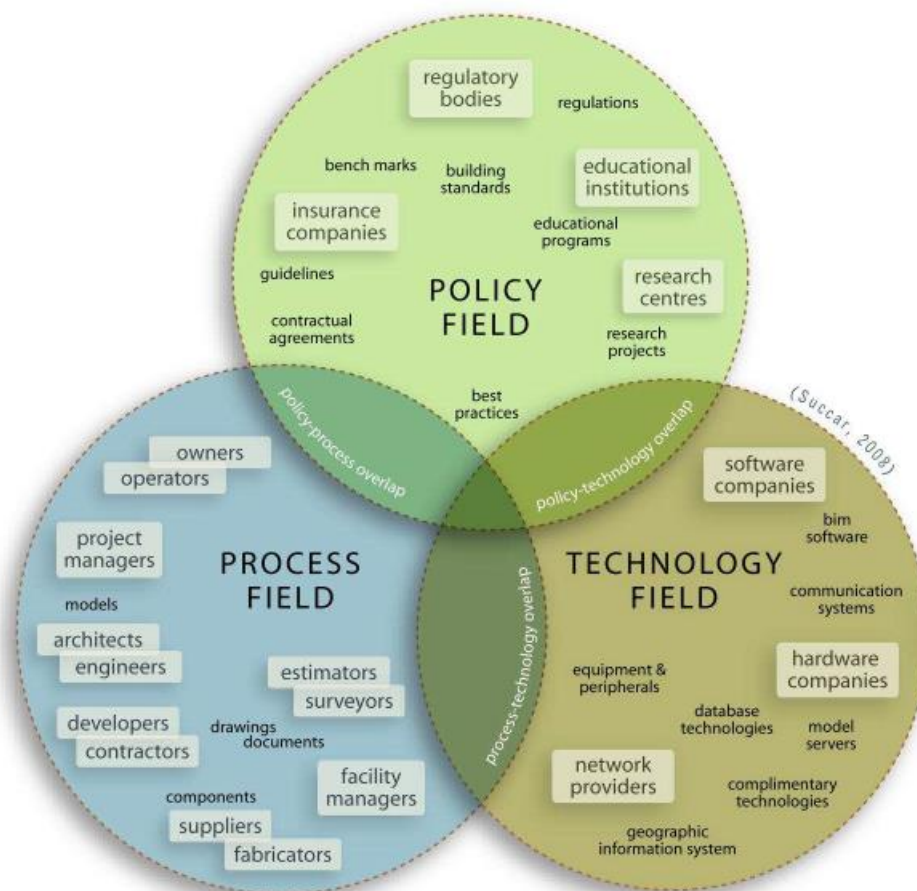 regulatory
bodies
regulations
bench marks
building
standards
educational
institutions
insurance
companies
educational
programs
guidelines
POLICY
FIELD
research
centres
contractual
agreements
research
projects
best
practices
policy-process overlap
policy-technology overlap
(Succar, 2008)
owners
operators
project
managers
PROCESS
FIELD
models
architects
engineers
estimators
surveyors
developers
contractors
drawings
documents
facility
managers
components
suppliers
fabricators
process-technology overlap
software
companies
bim
software
TECHNOLOGY
FIELD
communication
systems
equipment &
peripherals
hardware
companies
database
technologies
model
servers
network
providers
complimentary
technologies
geographic
information system